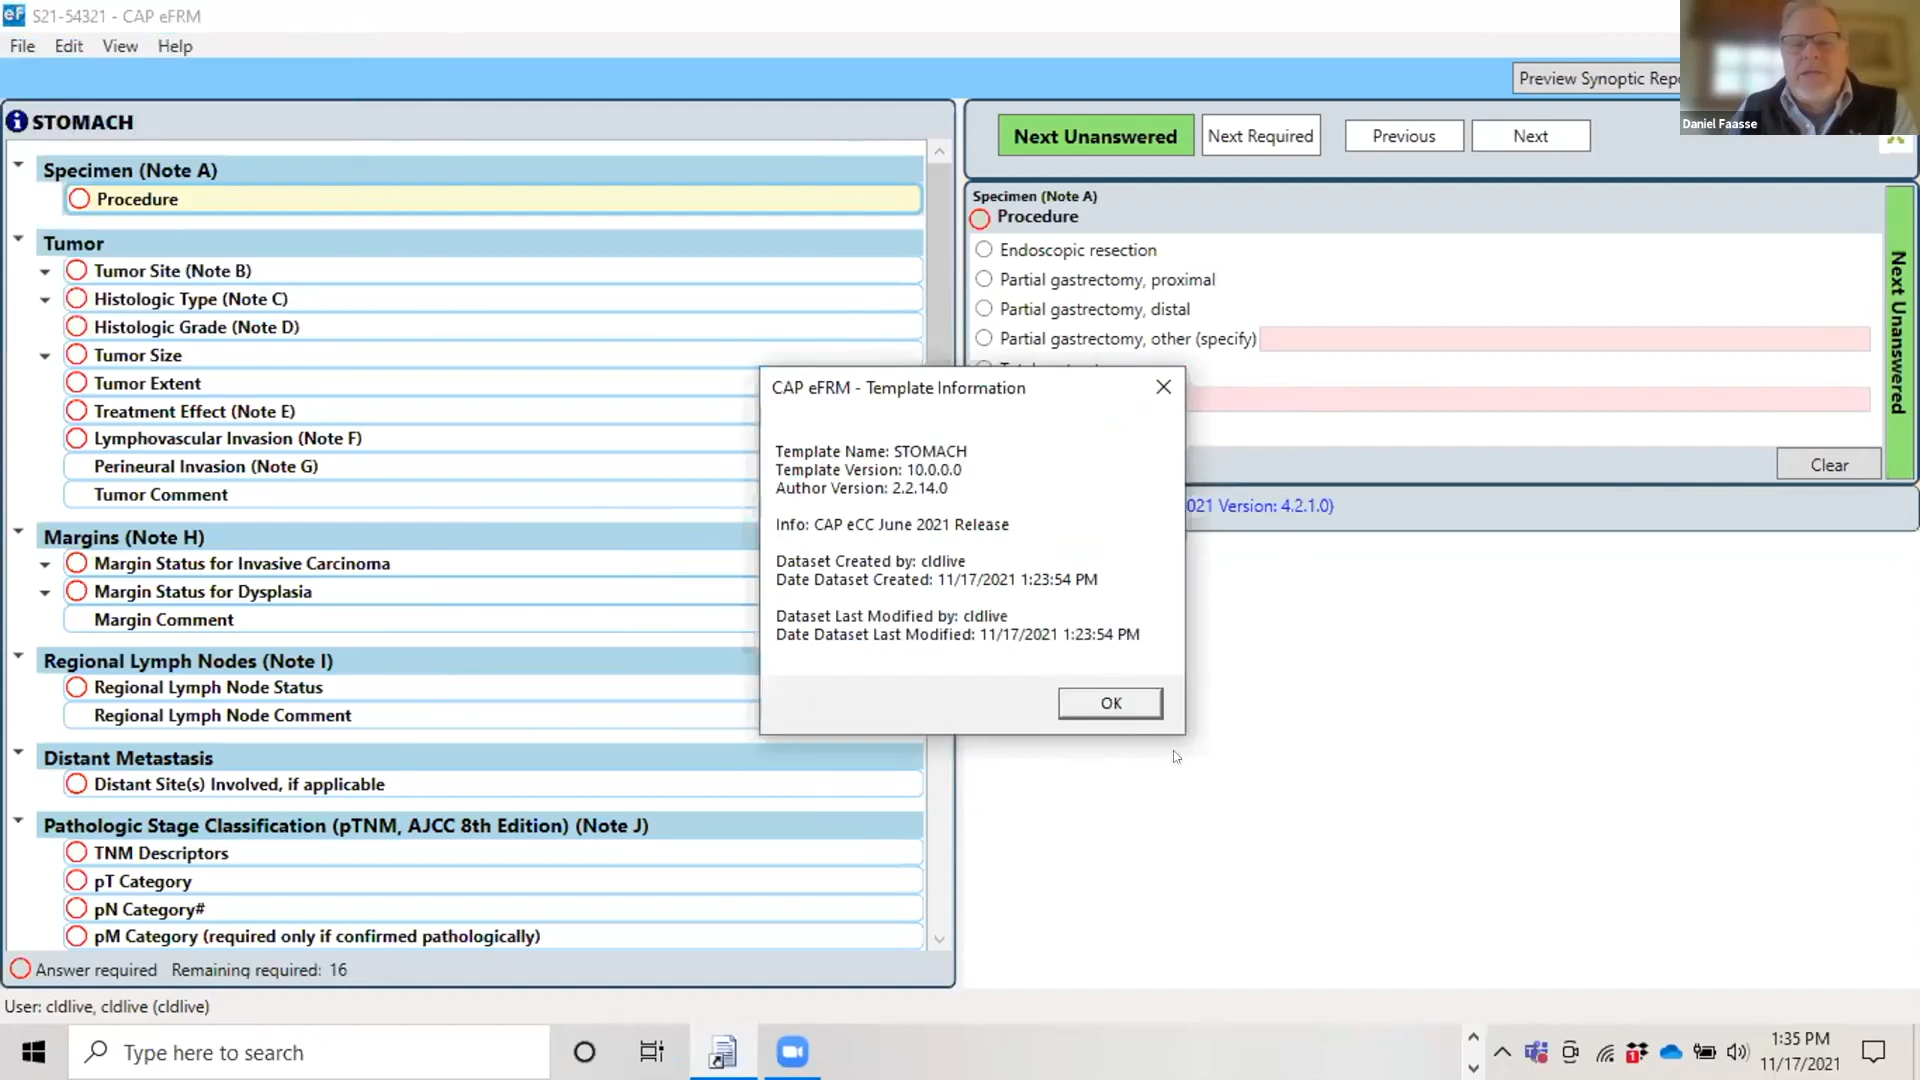 S21-54321 - CAP eFRM
File Edit View Help
Preview Synoptic Repo
Daniel Faasse
STOMACH
Specimen (Note A)
Procedure
Tumor
Tumor Site (Note B)
Histologic Type (Note C)
Histologic Grade (Note D)
Tumor Size
Tumor Extent
Treatment Effect (Note E)
Lymphovascular Invasion (Note F)
Perineural Invasion (Note G)
Tumor Comment
Margins (Note H)
Margin Status for Invasive Carcinoma
Margin Status for Dysplasia
Margin Comment
Regional Lymph Nodes (Note I)
Regional Lymph Node Status
Regional Lymph Node Comment
Distant Metastasis
Distant Site(s) Involved, if applicable
Pathologic Stage Classification (pTNM, AJCC 8th Edition) (Note J)
TNM Descriptors
pT Category
pN Category#
pM Category (required only if confirmed pathologically)
Answer required Remaining required: 16
Next Unanswered Next Required Previous Next
Specimen (Note A)
Procedure
Endoscopic resection
Partial gastrectomy, proximal
Partial gastrectomy, distal
Partial gastrectomy, other (specify)
Next Unanswered
Clear
021 Version: 4.2.1.0)
CAP eFRM - Template Information
Template Name: STOMACH
Template Version: 10.0.0.0
Author Version: 2.2.14.0
Info: CAP eCC June 2021 Release
Dataset Created by: cldlive
Date Dataset Created: 11/17/2021 1:23:54 PM
Dataset Last Modified by: cldlive
Date Dataset Last Modified: 11/17/2021 1:23:54 PM
OK
User: cldlive, cldlive (cldlive)
Type here to search
1:35 PM
11/17/2021